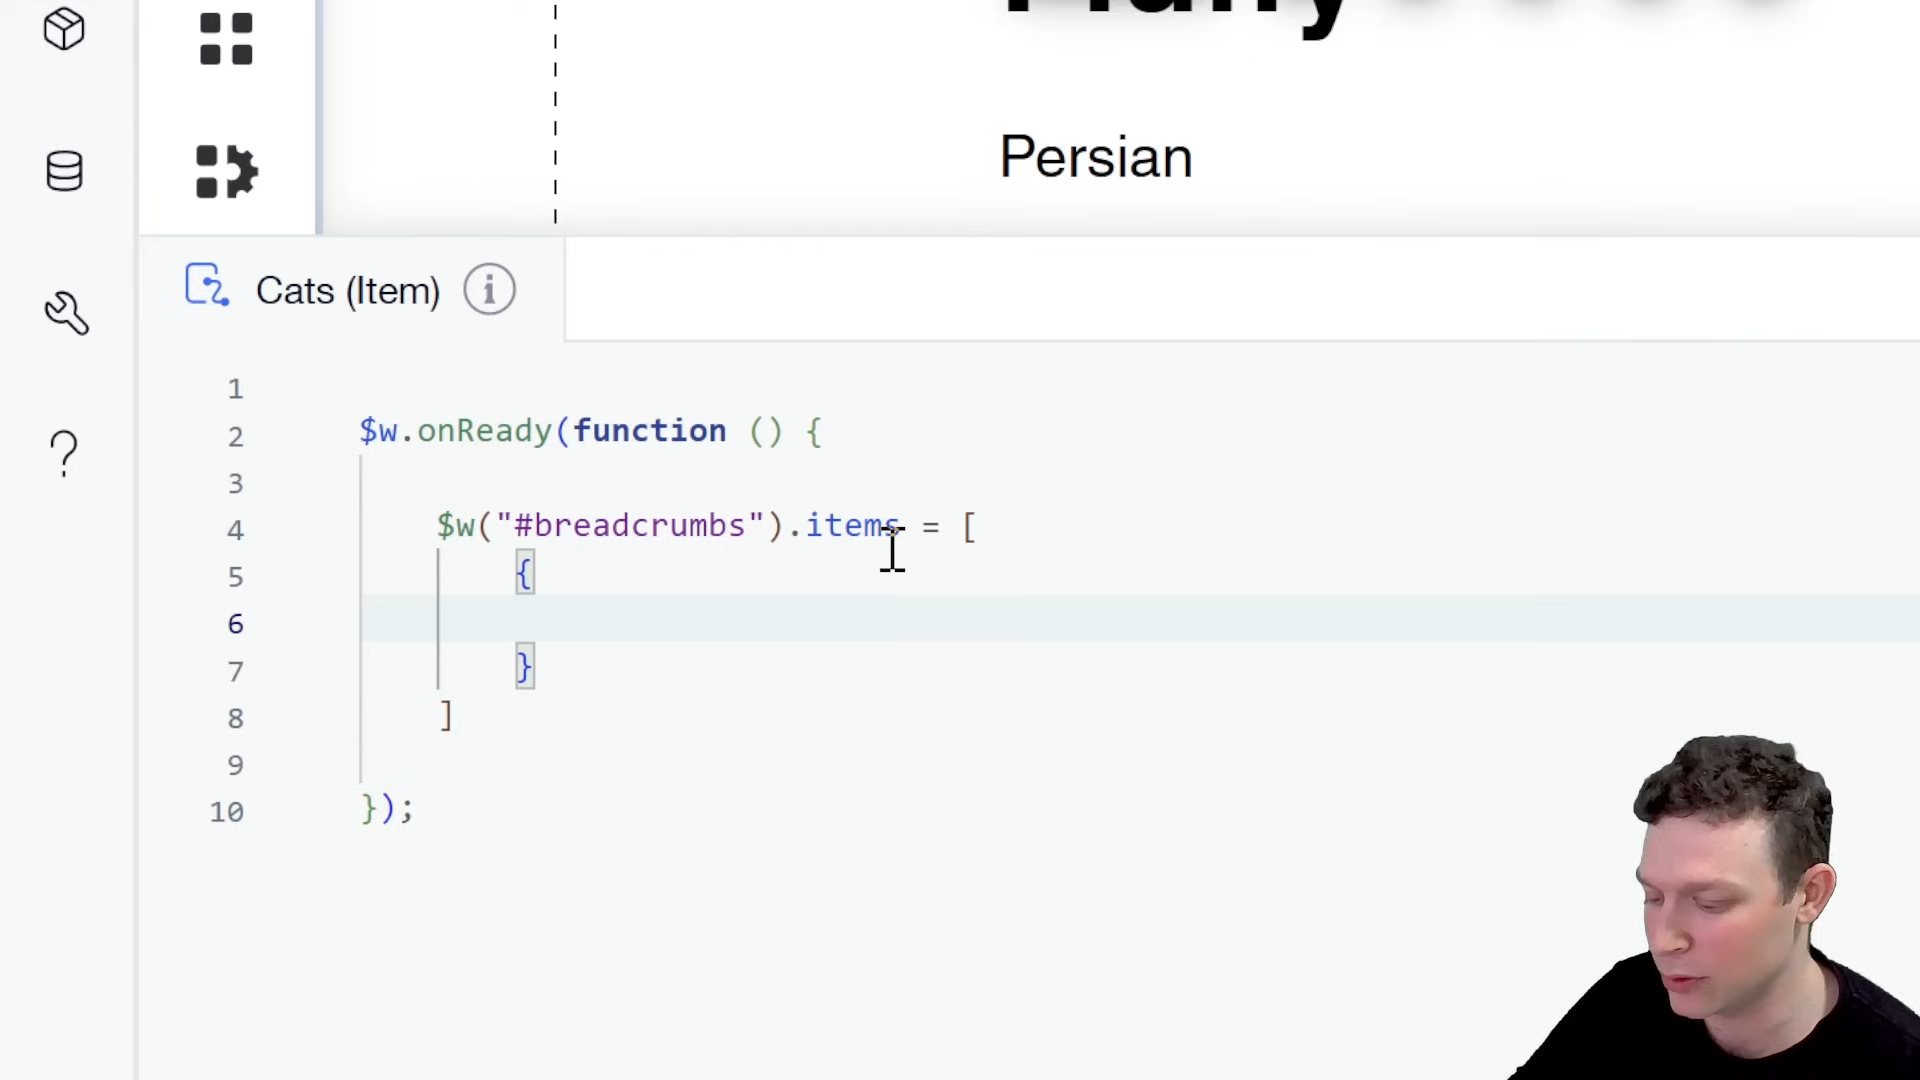 Persian
Cats (Item)
1
2 $w.onReady(function () {
3
4 $w("#breadcrumbs").items = [
5 {
6
7 }
8 ]
9
10 });